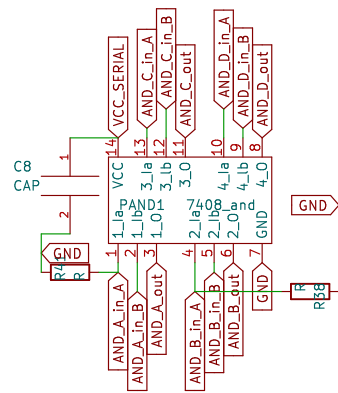 VCC_SERIAL
AND_C_in_A
AND_C_in_B
AND_C_out
AND_D_in_A
AND_D_in_B
AND_D_out
14
13
12
11
10
9
8
1
C8
CAP
2
VCC
3_Ia
3_Ib
3_O
4_Ia
4_Ib
4_O
PAND1
7408_and
1_Ia
1_Ib
1_O
2_Ia
2_Ib
2_O
GND
GND
GND
R
1
2
3
4
5
6
7
AND_A_in_A
AND_A_in_B
AND_A_out
AND_B_in_A
AND_B_in_B
AND_B_out
GND
R
R38